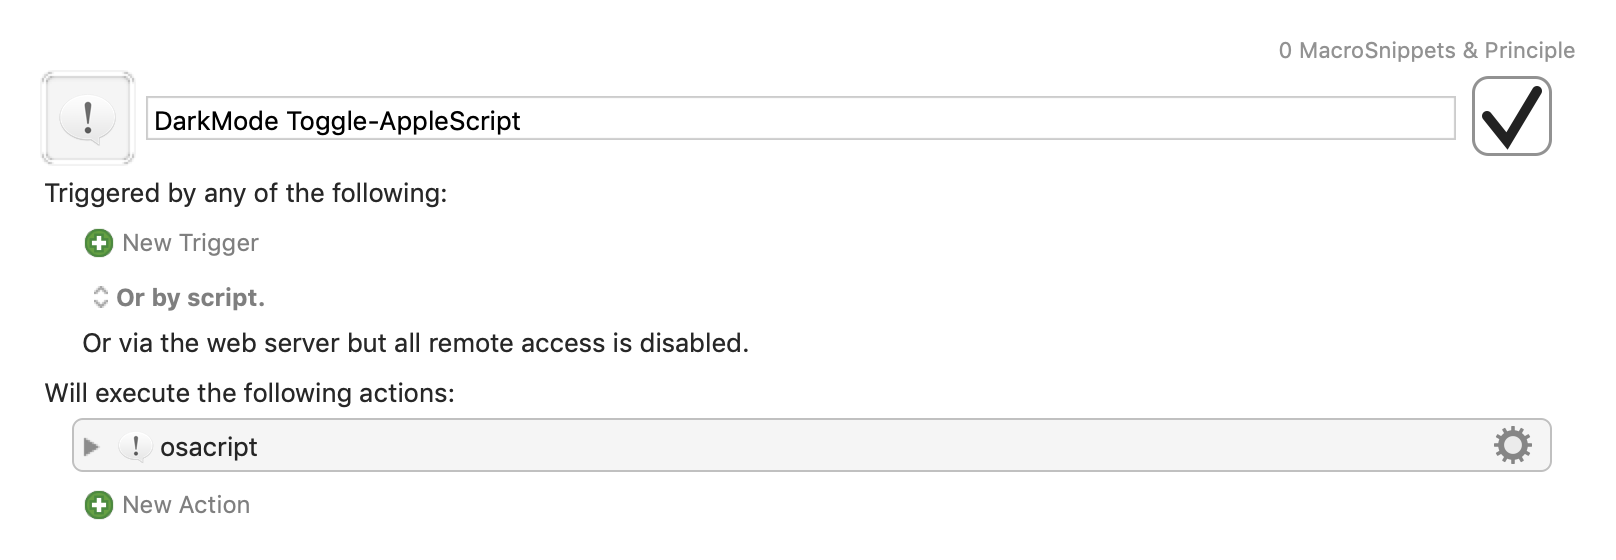 0 MacroSnippets & Principle
DarkMode Toggle-AppleScript
Triggered by any of the following:
New Trigger
Or by script.
Or via the web server but all remote access is disabled.
Will execute the following actions:
osacript
New Action